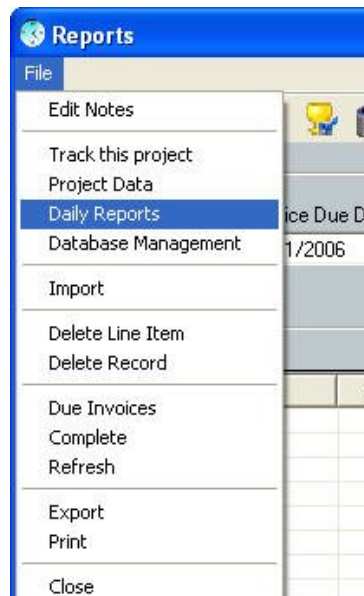 Reports
File
Edit Notes
Track this project
Project Data
Daily Reports
ice Due D
Database Management
1/2006
Import
Delete Line Item
Delete Record
Due Invoices
Complete
Refresh
Export
Print
Close